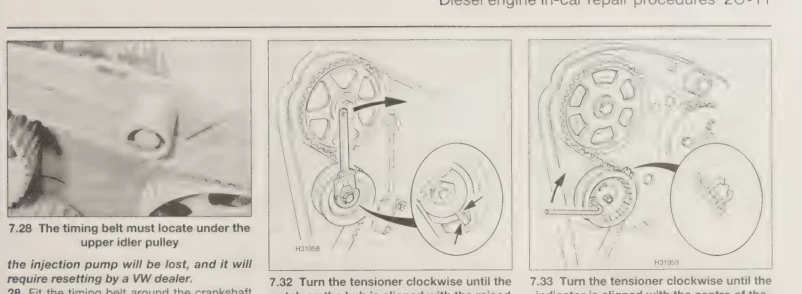 Diesel engine in-car repair procedures 2C•11
7.28 The timing belt must locate under the
upper idler pulley
the injection pump will be lost, and it will
require resetting by a VW dealer.
28 Fit the timing belt around the crankshaft
H31958
7.32 Turn the tensioner clockwise until the
hub is aligned with the raised
H31959
7.33 Turn the tensioner clockwise until the
indicator is aligned with the centre of the